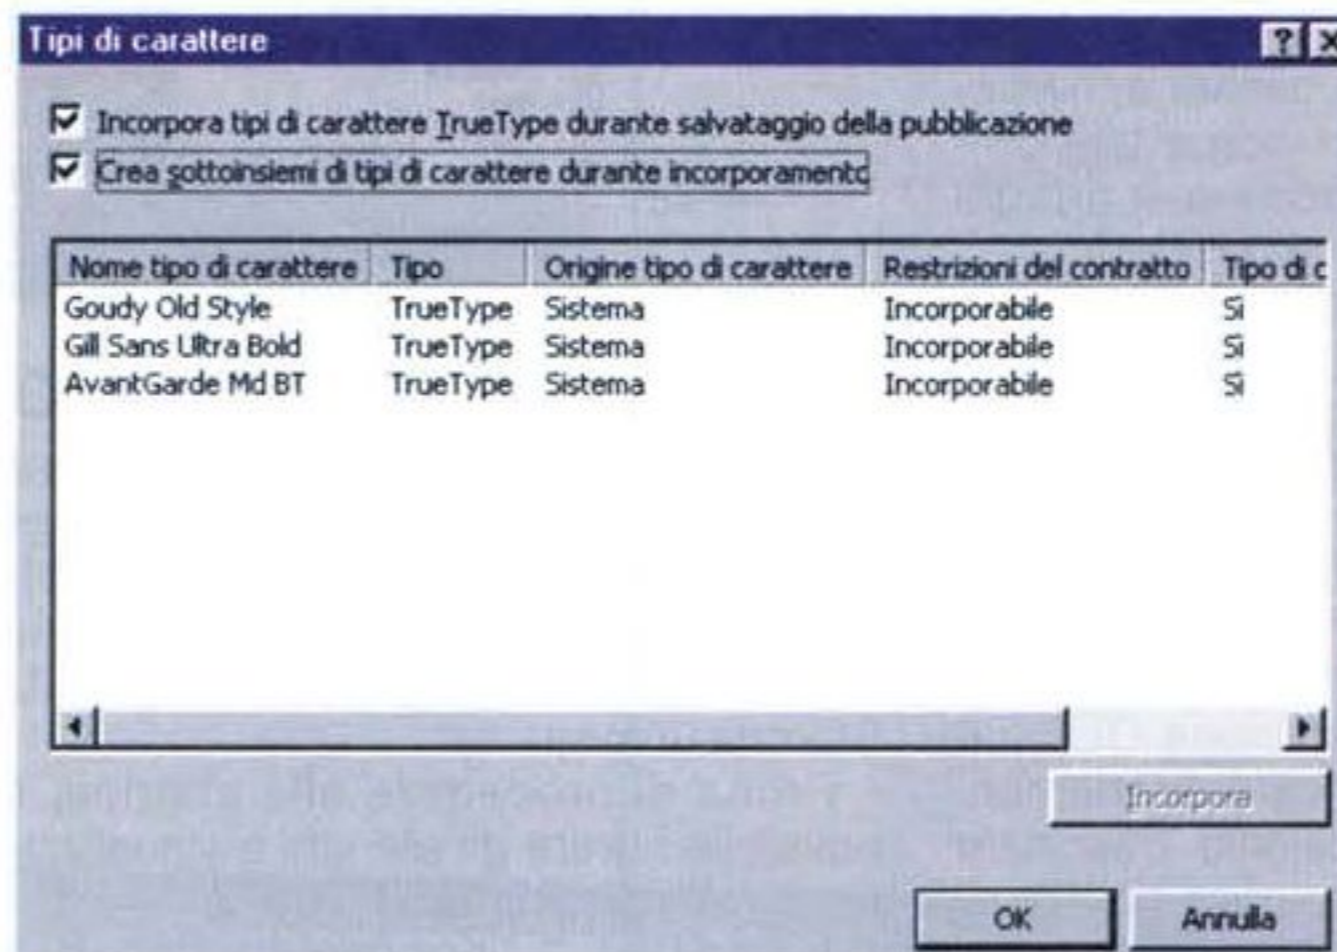 Tipi di carattere
Incorpora tipi di carattere TrueType durante salvataggio della pubblicazione
Crea sottoinsiemi di tipi di carattere durante incorporamento
Nome tipo di carattere Tipo Origine tipo di carattere Restrizioni del contratto Tipo di c
Goudy Old Style TrueType Sistema Incorporabile Sì
Gill Sans Ultra Bold TrueType Sistema Incorporabile Sì
AvantGarde Md BT TrueType Sistema Incorporabile Sì
Incorpora
OK Annulla